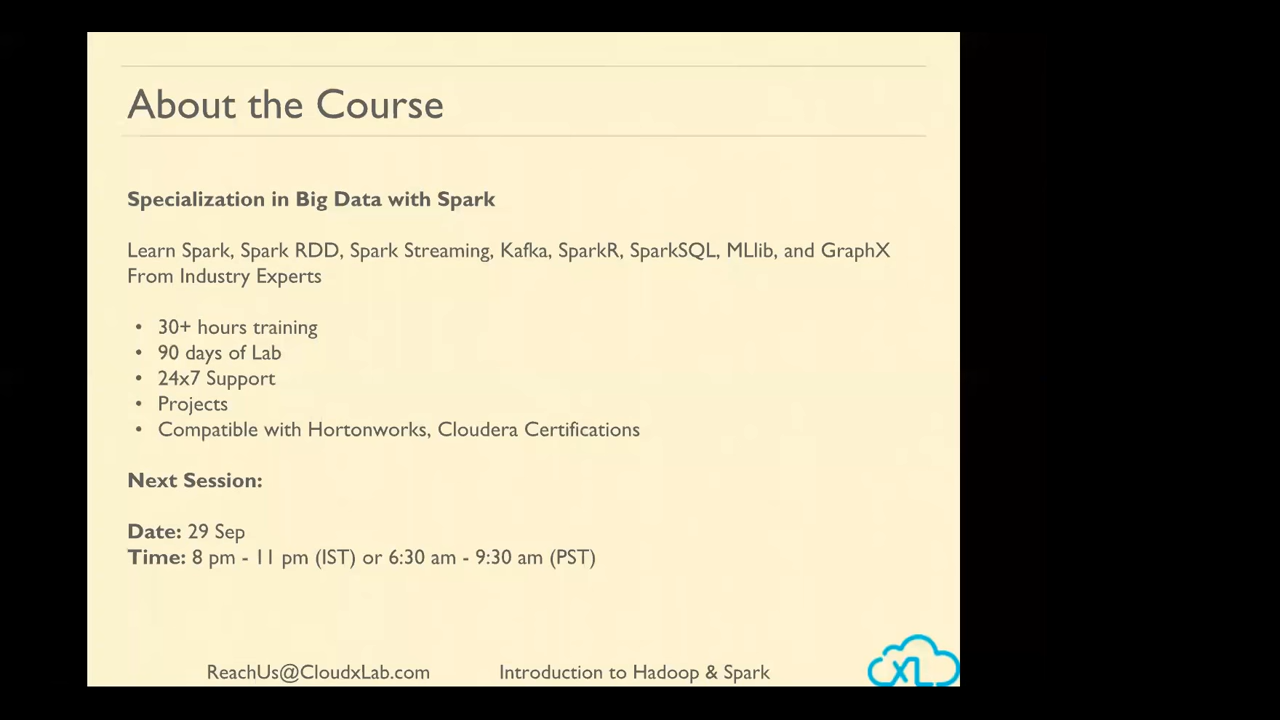 About the Course
Specialization in Big Data with Spark
Learn Spark, Spark RDD, Spark Streaming, Kafka, SparkR, SparkSQL, MLlib, and GraphX
From Industry Experts
• 30+ hours training
• 90 days of Lab
• 24x7 Support
• Projects
• Compatible with Hortonworks, Cloudera Certifications
Next Session:
Date: 29 Sep
Time: 8 pm - 11 pm (IST) or 6:30 am - 9:30 am (PST)
ReachUs@CloudxLab.com
Introduction to Hadoop & Spark
XL